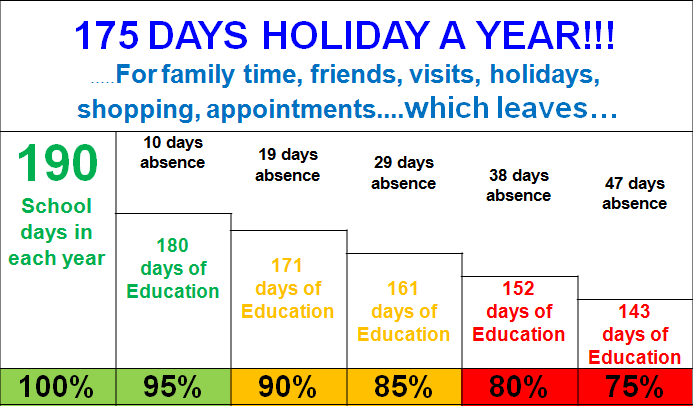 175 DAYS HOLIDAY A YEAR!!!
.....For family time, friends, visits, holidays,
shopping, appointments....which leaves...
190
School
days in
each year
100%
10 days
absence
180
days of
Education
95%
19 days
absence
171
days of
Education
90%
29 days
absence
161
days of
Education
85%
38 days
absence
152
days of
Education
80%
47 days
absence
143
days of
Education
75%